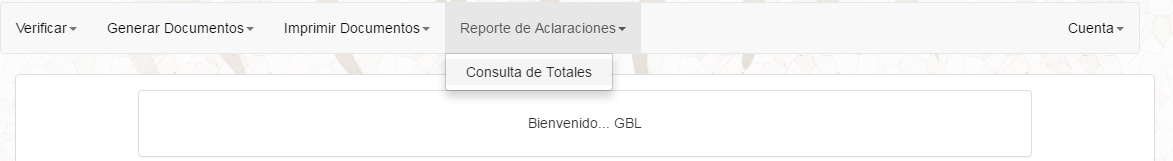 Verificar Generar Documentos Imprimir Documentos Reporte de Aclaraciones Cuenta
Consulta de Totales
Bienvenido... GBL